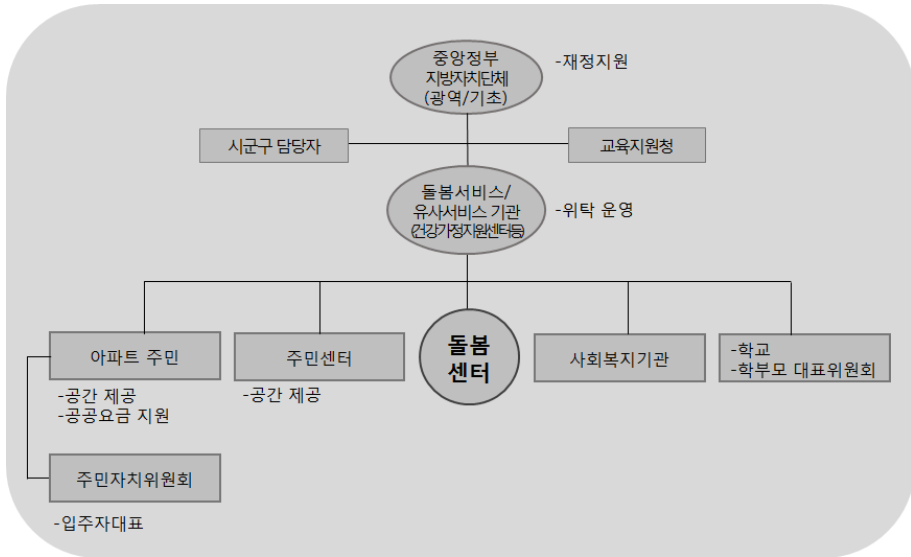 중앙정부
지방자치단체
(광역/기초)
-재정지원
시군구 담당자
교육지원청
돌봄서비스/
유사서비스 기관
(건강가정지원센터등)
-위탁 운영
아파트 주민
-공간 제공
-공공요금 지원
주민센터
-공간 제공
돌봄
센터
사회복지기관
-학교
-학부모 대표위원회
주민자치위원회
-입주자대표